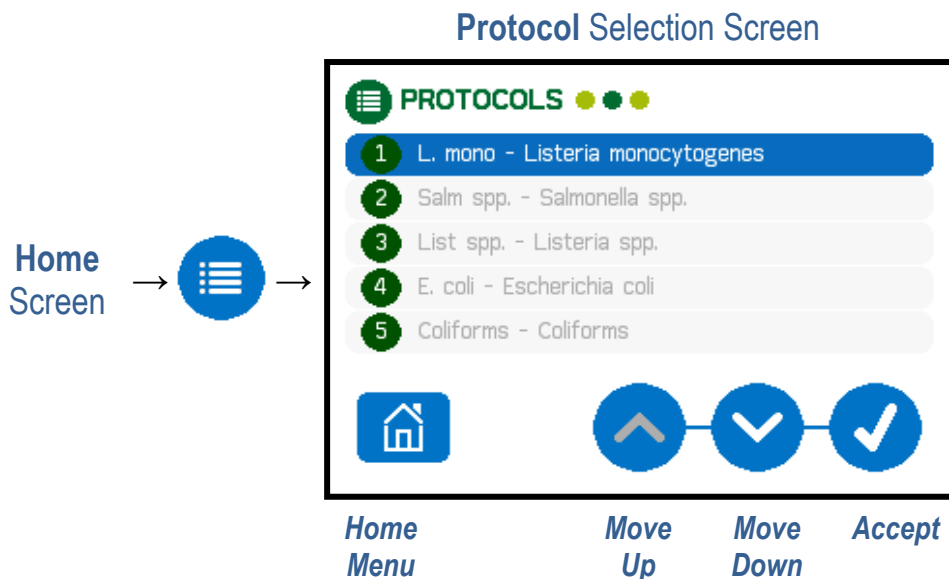 Protocol Selection Screen
PROTOCOLS
1 L. mono - Listeria monocytogenes
2 Salm spp. - Salmonella spp.
3 List spp. - Listeria spp.
4 E. coli - Escherichia coli
5 Coliforms - Coliforms
Home
Screen
→ →
Home
Menu
Move
Up
Move
Down
Accept